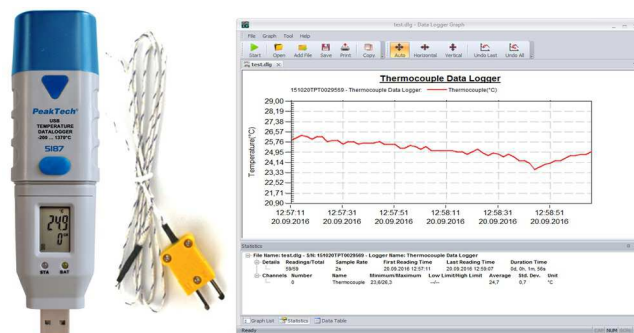 PeakTech®
USB
TEMPERATURE
DATALOGGER
-200 ... 1370°C
5187
24.9
°C
0
STA
BAT
test.dlg - Data Logger Graph
File Graph Tool Help
Start Open Add File Save Print Copy Auto Horizontal Vertical Undo Last Undo All
test.dlg
Thermocouple Data Logger
151020TPT0029569 - Thermocouple Data Logger Thermocouple(°C)
Temperature(°C)
29,00
28,19
27,38
26,57
25,76
24,95
24,14
23,33
22,52
21,71
20,90
12:57:11 12:57:31 12:57:51 12:58:11 12:58:31 12:58:51
20.09.2016 20.09.2016 20.09.2016 20.09.2016 20.09.2016 20.09.2016
Statistics
File Name: test.dlg - S/N: 151020TPT0029569 - Logger Name: Thermocouple Data Logger
Details Readings/Total Sample Rate First Reading Time Last Reading Time Duration Time
59/59 2s 20.09.2016 12:57:11 20.09.2016 12:59:07 0d, 0h, 1m, 56s
Channels Number Name Minimum/Maximum Low Limit/High Limit Average Std. Dev. Unit
0 Thermocouple 23,6/26,3 --/-- 24,7 0,7 °C
Graph List Statistics Data Table
Ready CAP NUM